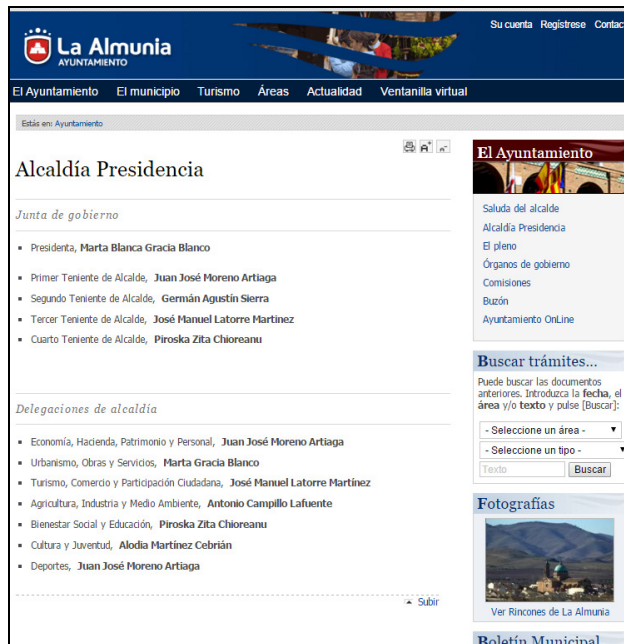 Su cuenta Regístrese Contac
La Almunia
AYUNTAMIENTO
El Ayuntamiento El municipio Turismo Áreas Actualidad Ventanilla virtual
Estás en: Ayuntamiento
Alcaldía Presidencia
Junta de gobierno
Presidenta, Marta Blanca Gracia Blanco
Primer Teniente de Alcalde, Juan José Moreno Artiaga
Segundo Teniente de Alcalde, Germán Agustín Sierra
Tercer Teniente de Alcalde, José Manuel Latorre Martinez
Cuarto Teniente de Alcalde, Piroska Zita Chioreanu
Delegaciones de alcaldía
Economía, Hacienda, Patrimonio y Personal, Juan José Moreno Artiaga
Urbanismo, Obras y Servicios, Marta Gracia Blanco
Turismo, Comercio y Participación Ciudadana, José Manuel Latorre Martínez
Agricultura, Industria y Medio Ambiente, Antonio Campillo Lafuente
Bienestar Social y Educación, Piroska Zita Chioreanu
Cultura y Juventud, Alodia Martínez Cebrián
Deportes, Juan José Moreno Artiaga
Subir
El Ayuntamiento
Saluda del alcalde
Alcaldía Presidencia
El pleno
Órganos de gobierno
Comisiones
Buzón
Ayuntamiento OnLine
Buscar trámites...
Puede buscar las documentos
anteriores. Introduzca la fecha, el
área y/o texto y pulse [Buscar]:
- Seleccione un área -
- Seleccione un tipo -
Texto Buscar
Fotografías
Ver Rincones de La Almunia
Boletín Municipal